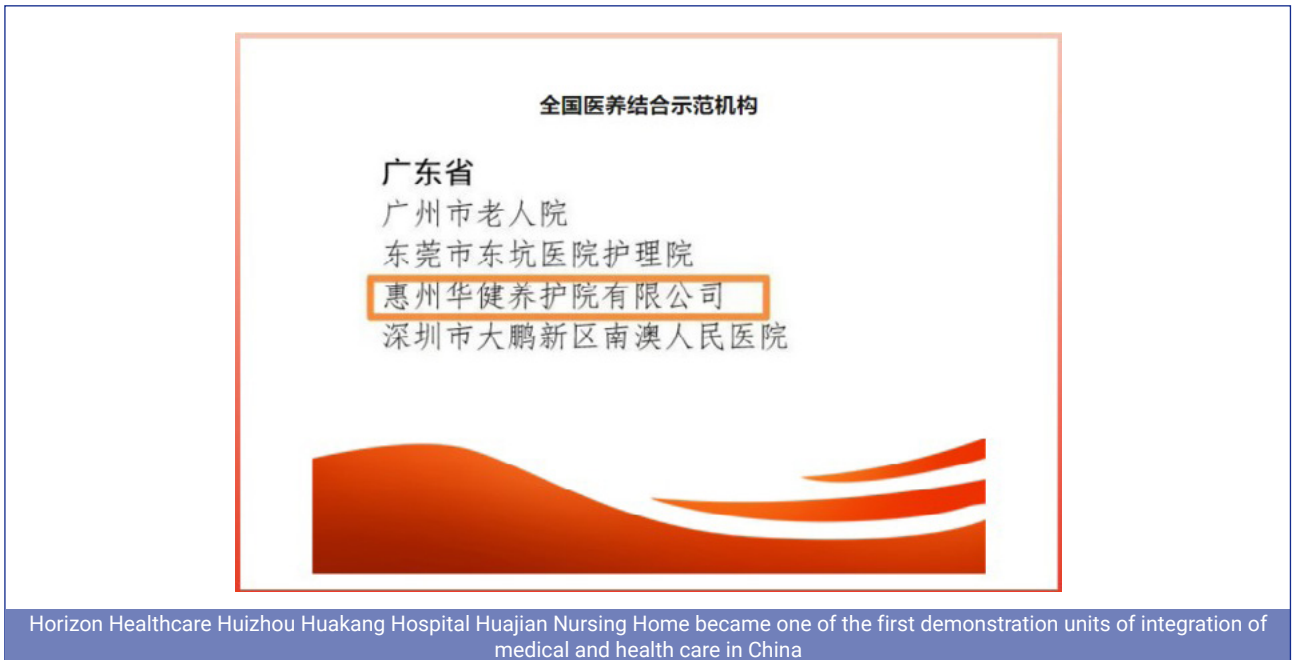 全国医养结合示范机构
广东省
广州市老人院
东莞市东坑医院护理院
惠州华健养护院有限公司
深圳市大鹏新区南澳人民医院
Horizon Healthcare Huizhou Huakang Hospital Huajian Nursing Home became one of the first demonstration units of integration of
medical and health care in China